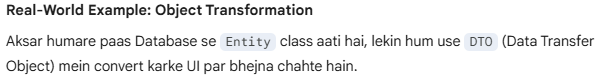 Real-World Example: Object Transformation
Aksar humare paas Database se Entity class aati hai, lekin hum use DTO (Data Transfer
Object) mein convert karke UI par bhejna chahte hain.